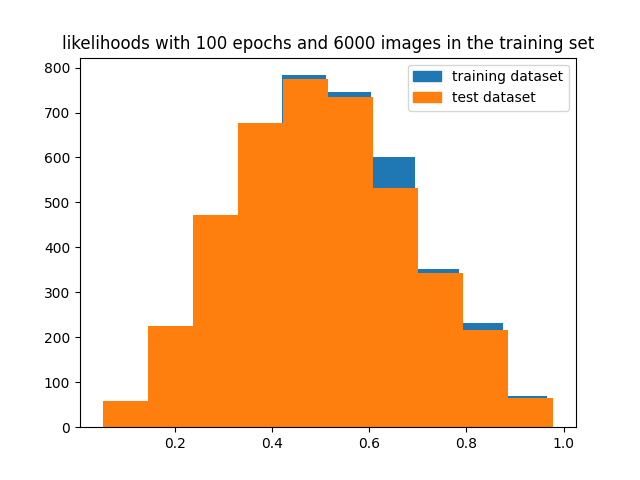 likelihoods with 100 epochs and 6000 images in the training set
training dataset
test dataset
800
700
600
500
400
300
200
100
0
0.2 0.4 0.6 0.8 1.0